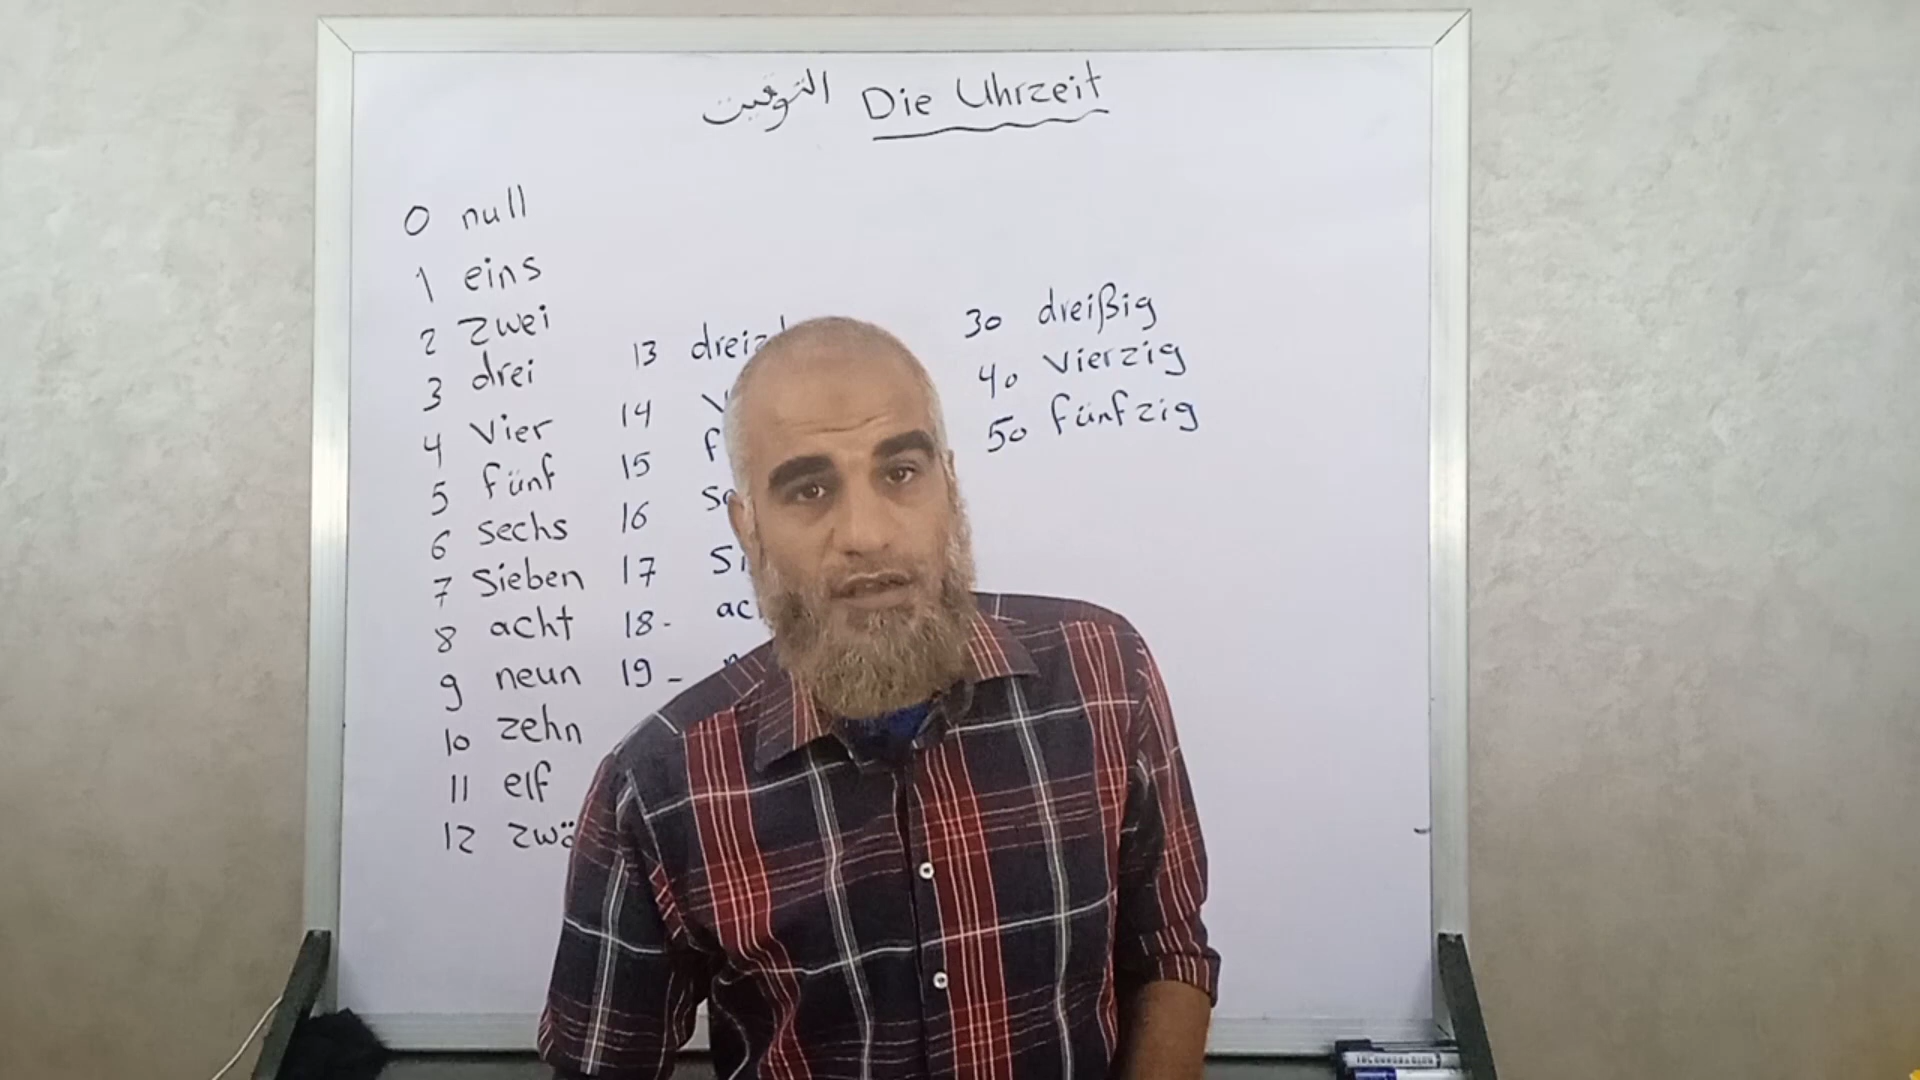 التوقيت Die Uhrzeit
0 null
1 eins
2 zwei
3 drei
4 vier
5 fünf
6 sechs
7 Sieben
8 acht
9 neun
10 zehn
11 elf
12
13
14
15
16
17
18 -
19 -
30 dreißig
40 vierzig
50 fünfzig